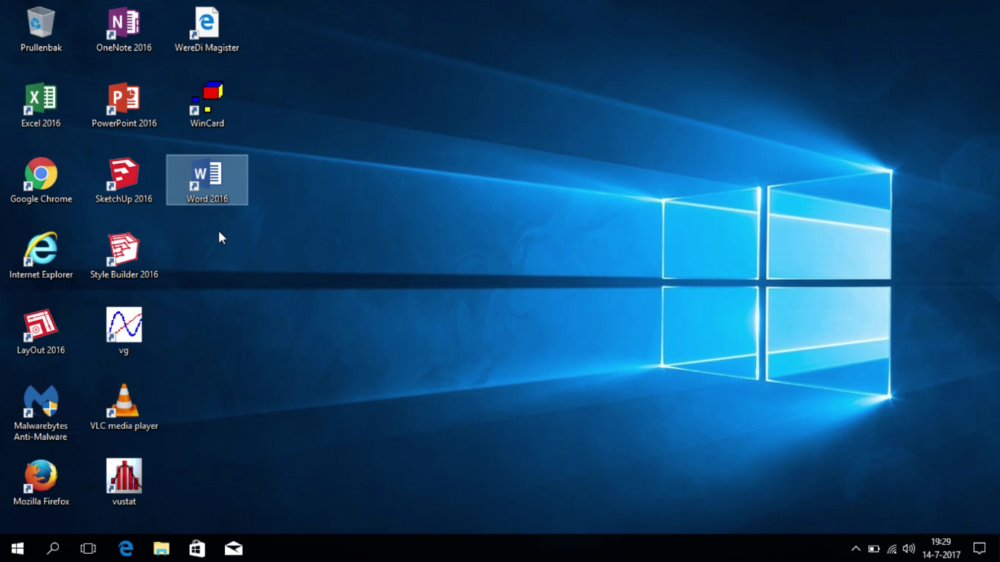 Prullenbak
OneNote 2016
WereDi Magister
Excel 2016
PowerPoint 2016
WinCard
Google Chrome
SketchUp 2016
Word 2016
Internet Explorer
Style Builder 2016
LayOut 2016
vg
Malwarebytes
Anti-Malware
VLC media player
Mozilla Firefox
vustat
19:29
14-7-2017